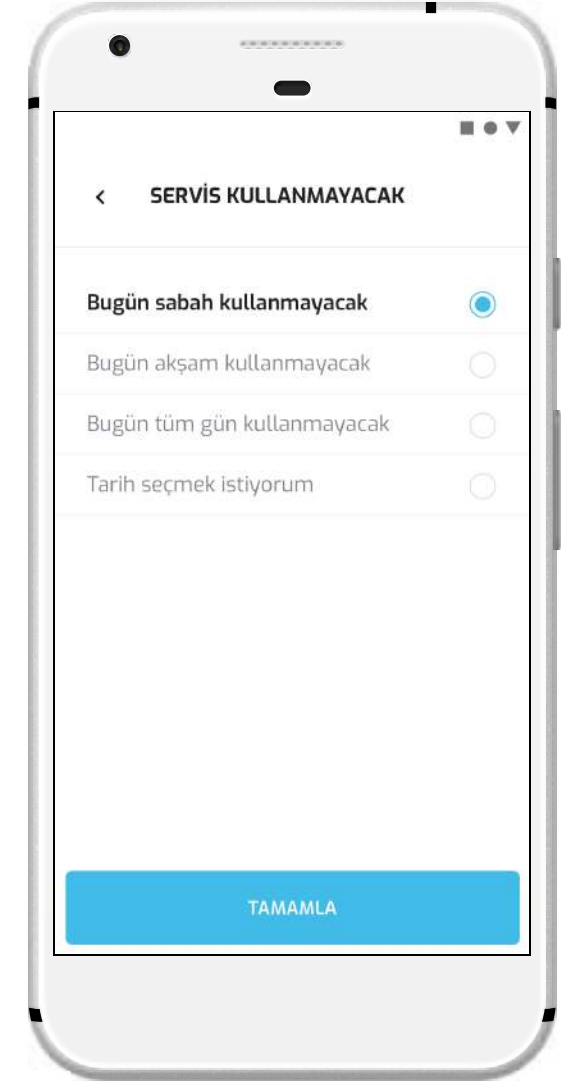 SERVİS KULLANMAYACAK
Bugün sabah kullanmayacak
Bugün akşam kullanmayacak
Bugün tüm gün kullanmayacak
Tarih seçmek istiyorum
TAMAMLA